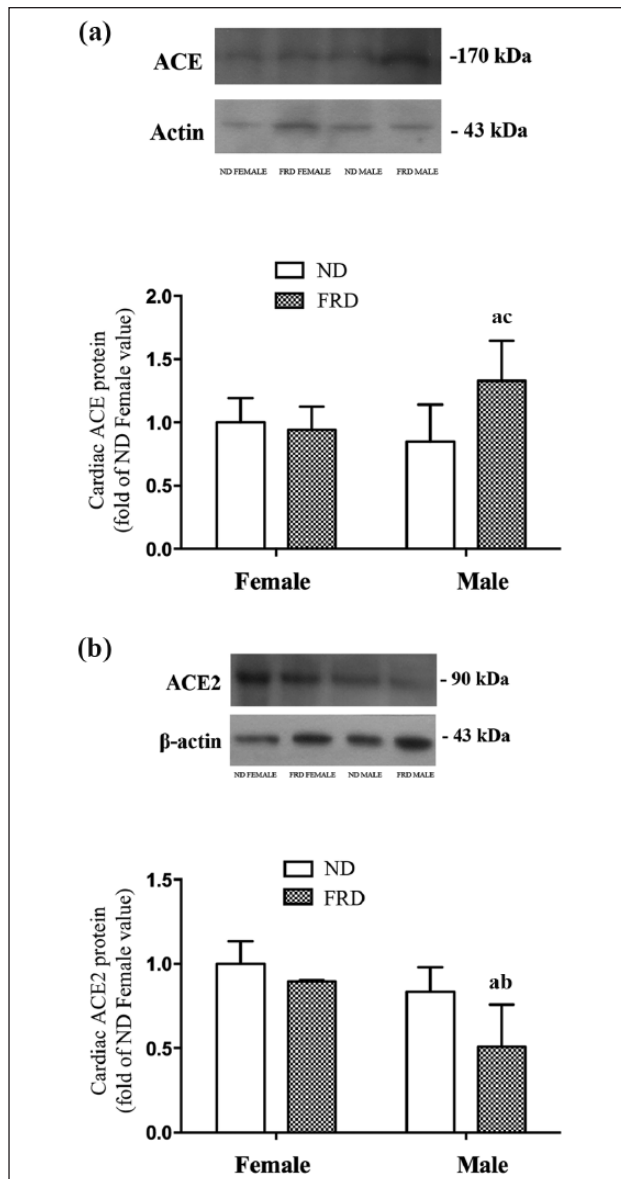 (a)
ACE
-170 kDa
Actin
- 43 kDa
ND FEMALE FRD FEMALE ND MALE FRD MALE
ND
FRD
Cardiac ACE protein
(fold of ND Female value)
2.0
1.5
1.0
0.5
0.0
ac
Female Male
(b)
ACE2
- 90 kDa
β-actin
- 43 kDa
ND FEMALE FRD FEMALE ND MALE FRD MALE
ND
FRD
Cardiac ACE2 protein
(fold of ND Female value)
1.5
1.0
0.5
0.0
ab
Female Male